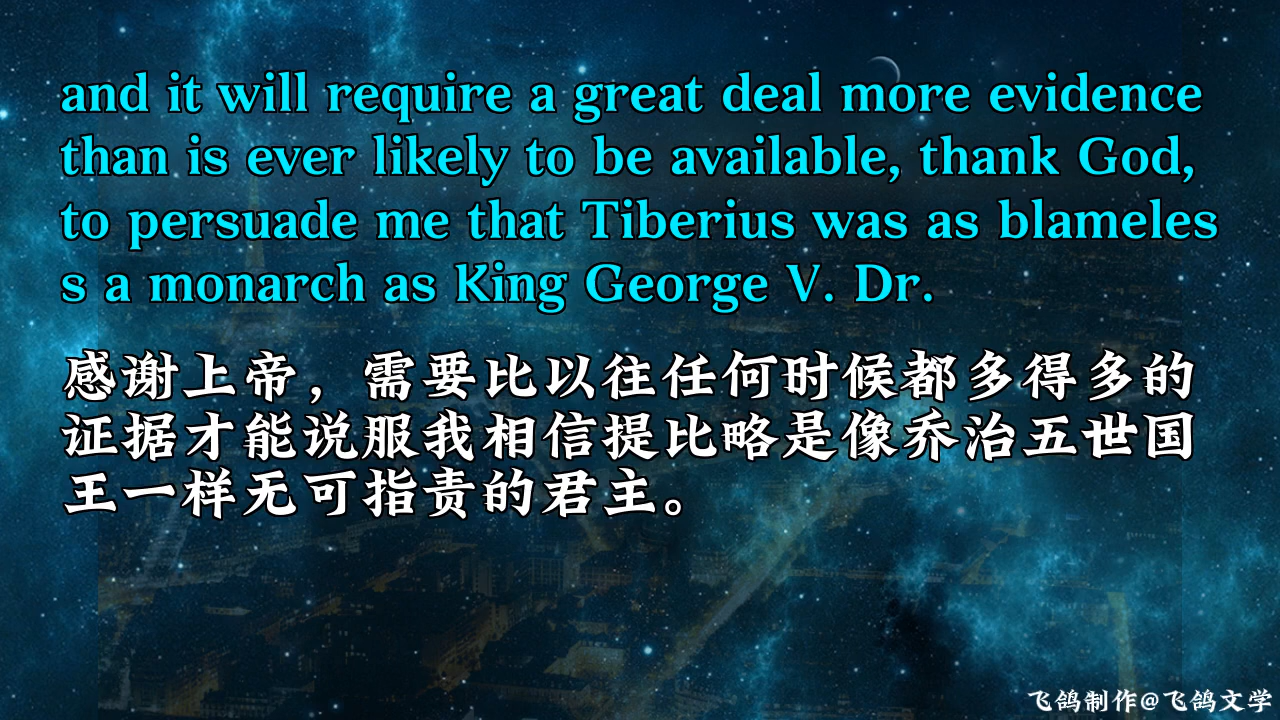 and it will require a great deal more evidence
than is ever likely to be available, thank God,
to persuade me that Tiberius was as blameles
s a monarch as King George V. Dr.
感谢上帝，需要比以往任何时候都多得多的
证据才能说服我相信提比略是像乔治五世国
王一样无可指责的君主。
飞鸽制作@飞鸽文学